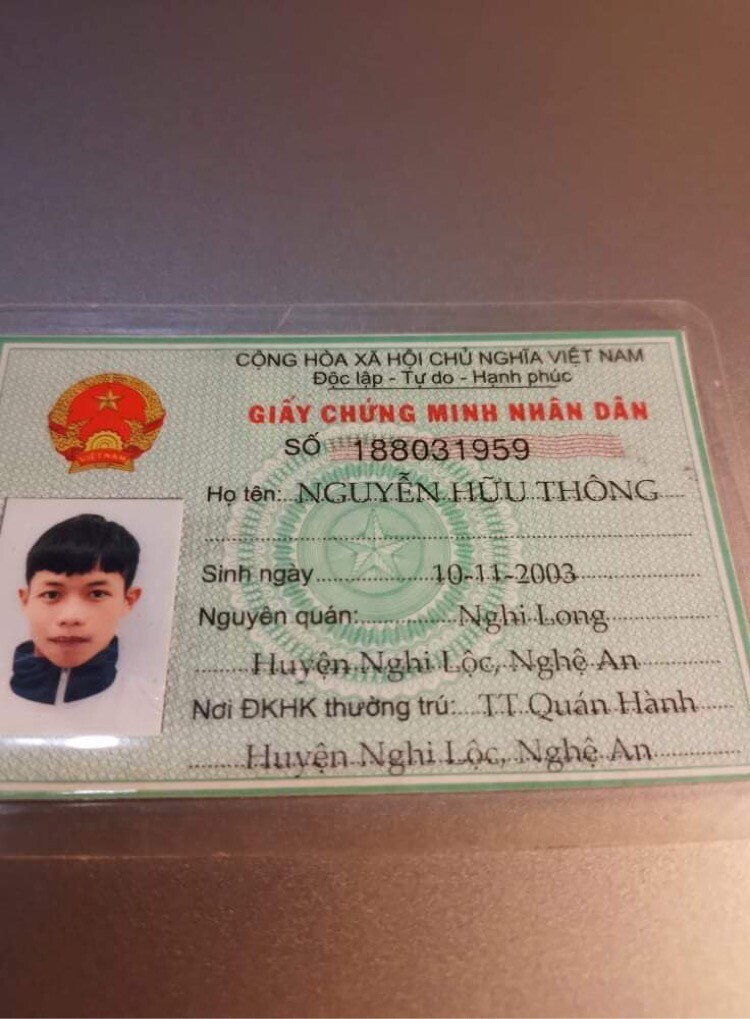 CỘNG HÒA XÃ HỘI CHỦ NGHĨA VIỆT NAM
Độc lập - Tự do - Hạnh phúc
GIẤY CHỨNG MINH NHÂN DÂN
SỐ 188031959
Họ tên: NGUYỄN HỮU THÔNG
Sinh ngày 10-11-2003
Nguyên quán: Nghi Long
Huyện Nghi Lộc, Nghệ An
Nơi ĐKHK thường trú: TT. Quán Hành
Huyện Nghi Lộc, Nghệ An
VIỆT NAM